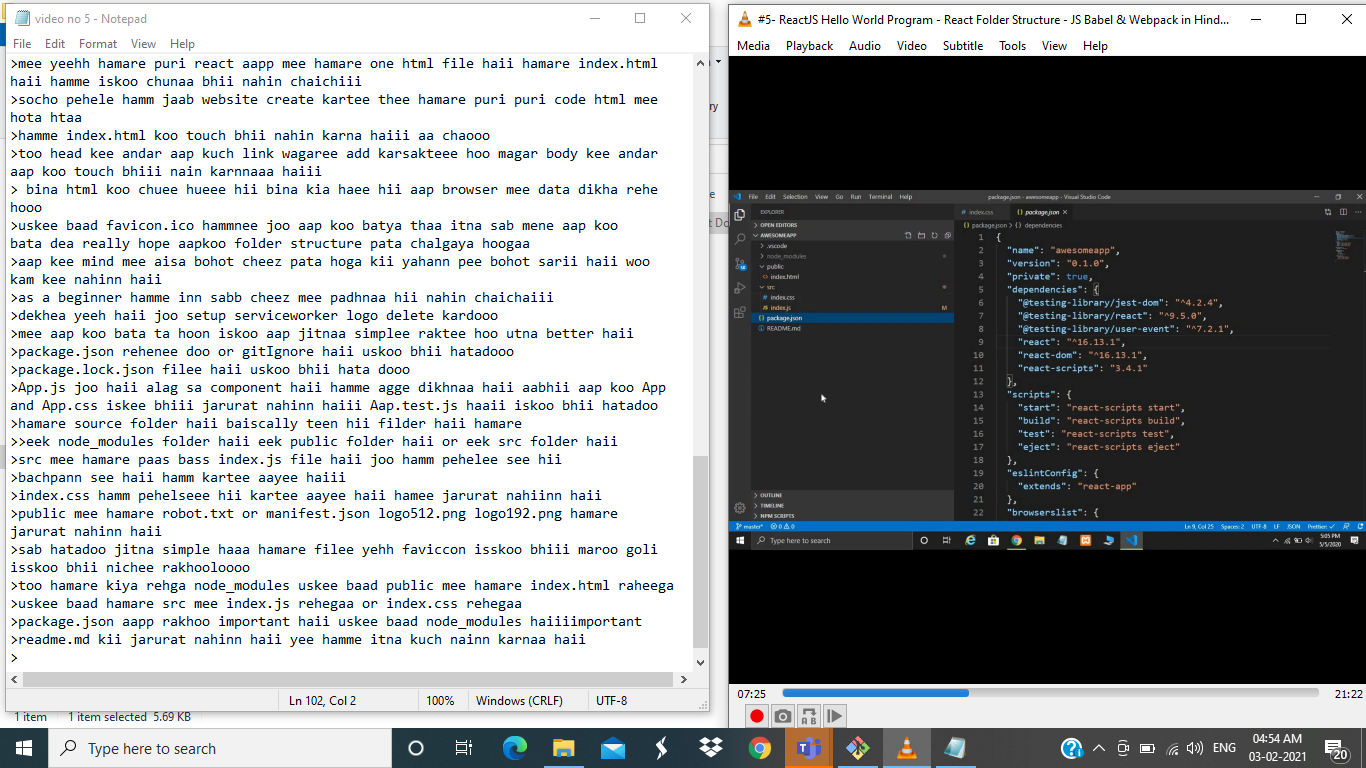 video no 5 - Notepad
File Edit Format View Help
>mee yeehh hamare puri react aapp mee hamare one html file haii hamare index.html
haii hamme iskoo chunaa bhii nahin chaichiii
>socho pehele hamm jaab website create kartee thee hamare puri puri code html mee
hota htaa
>hamme index.html koo touch bhii nahin karna haiii aa chaooo
>too head kee andar aap kuch link wagaree add karsakteee hoo magar body kee andar
aap koo touch bhiii nain karnnaaa haiii
> bina html koo chuee hueee hii bina kia haee hii aap browser mee data dikha rehe
hooo
>uskee baad favicon.ico hammnee joo aap koo batya thaa itna sab mene aap koo
bata dea really hope aapkoo folder structure pata chalgaya hoogaa
>aap kee mind mee aisa bohot cheez pata hoga kii yahann pee bohot sarii haii woo
kam kee nahinn haii
>as a beginner hamme inn sabb cheez mee padhnaa hii nahin chaichaiii
>dekhea yeeh haii joo setup serviceworker logo delete kardooo
>mee aap koo bata ta hoon iskoo aap jitnaa simplee raktee hoo utna better haii
>package.json rehenee doo or gitIgnore haii uskoo bhii hatadooo
>package.lock.json filee haii uskoo bhii hata dooo
>App.js joo haii alag sa component haii hamme agge dikhnaa haii aabhii aap koo App
and App.css iskee bhiii jarurat nahinn haiii Aap.test.js haaii iskoo bhii hatadoo
>hamare source folder haii baiscally teen hii filder haii hamare
>>eek node_modules folder haii eek public folder haii or eek src folder haii
>src mee hamare paas bass index.js file haii joo hamm pehelee see hii
>bachpann see haii hamm kartee aayee haiii
>index.css hamm pehelseee hii kartee aayee haii hamee jarurat nahiinn haii
>public mee hamare robot.txt or manifest.json logo512.png logo192.png hamare
jarurat nahinn haii
>sab hatadoo jitna simple haaa hamare filee yehh faviccon isskoo bhiii maroo goli
isskoo bhii nichee rakhooloooo
>too hamare kiya rehga node_modules uskee baad public mee hamare index.html raheega
>uskee baad hamare src mee index.js rehegaa or index.css rehegaa
>package.json aapp rakhoo important haii uskee baad node_modules haiiiimportant
>readme.md kii jarurat nahinn haii yee hamme itna kuch nainn karnaa haii
>
Ln 102, Col 2 100% Windows (CRLF) UTF-8
1 item 1 item selected 5.69 KB
#5- ReactJS Hello World Program - React Folder Structure - JS Babel & Webpack in Hind...
Media Playback Audio Video Subtitle Tools View Help
File Edit Selection View Go Run Terminal Help package.json - awesomeapp - Visual Studio Code
EXPLORER
OPEN EDITORS
AWESOMEAPP
.vscode
node_modules
public
index.html
src
index.css
index.js M
package.json
README.md
OUTLINE
TIMELINE
NPM SCRIPTS
index.css package.json
package.json > {} dependencies
1 {
2 "name": "awesomeapp",
3 "version": "0.1.0",
4 "private": true,
5 "dependencies": {
6 "@testing-library/jest-dom": "^4.2.4",
7 "@testing-library/react": "^9.5.0",
8 "@testing-library/user-event": "^7.2.1",
9 "react": "^16.13.1",
10 "react-dom": "^16.13.1",
11 "react-scripts": "3.4.1"
12 },
13 "scripts": {
14 "start": "react-scripts start",
15 "build": "react-scripts build",
16 "test": "react-scripts test",
17 "eject": "react-scripts eject"
18 },
19 "eslintConfig": {
20 "extends": "react-app"
21 },
22 "browserslist": {
master* 0 0 Ln 9, Col 25 Spaces: 2 UTF-8 LF JSON Prettier: ✓
Type here to search 5:05 PM
5/5/2020
07:25 21:22
Type here to search ENG 04:54 AM
03-02-2021 20